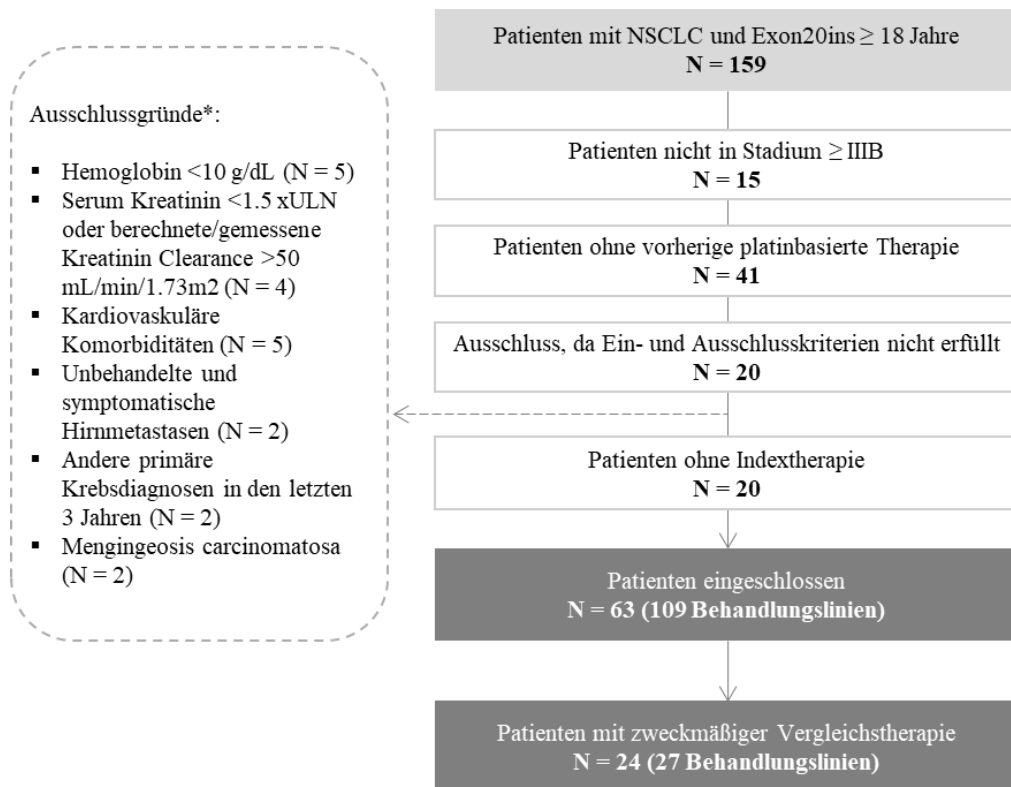 Patienten mit NSCLC und Exon20ins ≥ 18 Jahre
N = 159
Ausschlussgründe*:
▪ Hemoglobin <10 g/dL (N = 5)
▪ Serum Kreatinin <1.5 xULN
oder berechnete/gemessene
Kreatinin Clearance >50
mL/min/1.73m2 (N = 4)
▪ Kardiovaskuläre
Komorbiditäten (N = 5)
▪ Unbehandelte und
symptomatische
Hirnmetastasen (N = 2)
▪ Andere primäre
Krebsdiagnosen in den letzten
3 Jahren (N = 2)
▪ Mengingeosis carcinomatosa
(N = 2)
Patienten nicht in Stadium ≥ IIIB
N = 15
Patienten ohne vorherige platinbasierte Therapie
N = 41
Ausschluss, da Ein- und Ausschlusskriterien nicht erfüllt
N = 20
Patienten ohne Indextherapie
N = 20
Patienten eingeschlossen
N = 63 (109 Behandlungslinien)
Patienten mit zweckmäßiger Vergleichstherapie
N = 24 (27 Behandlungslinien)